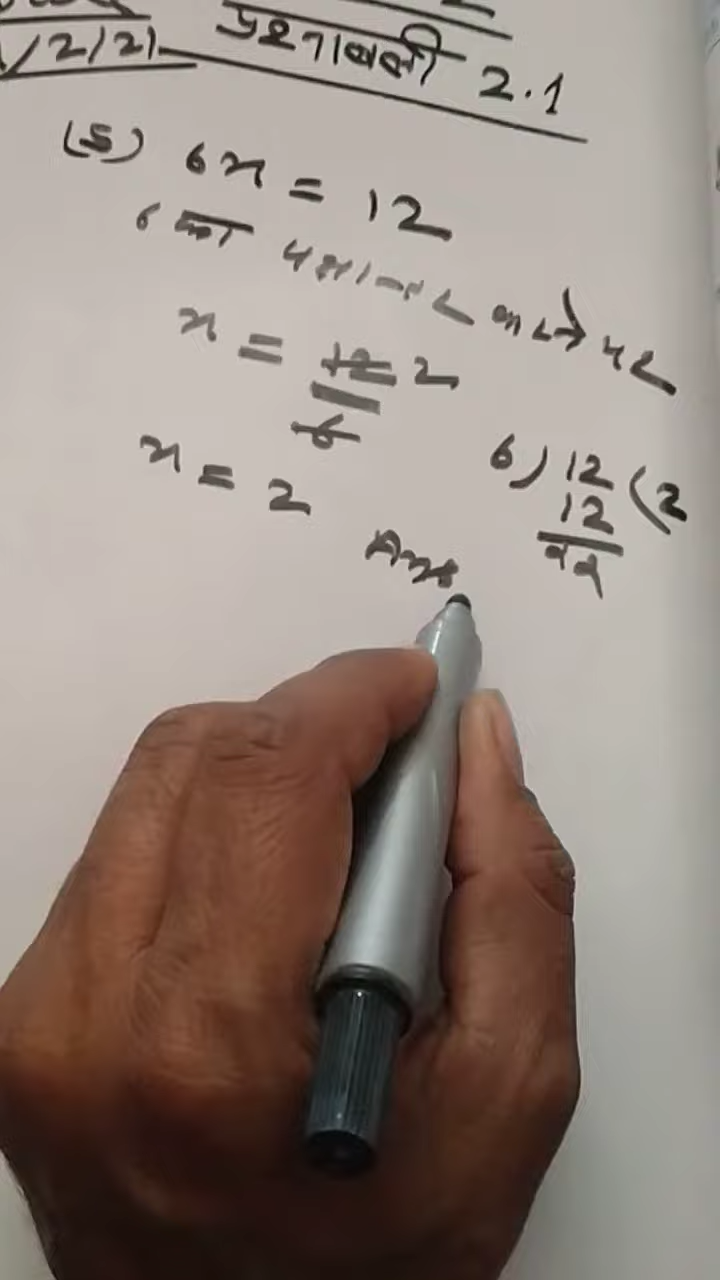 1/2/21 प्रश्नावली 2.1
(5) 6x = 12
6 का पक्षान्तर करने पर
x = 12 2
6
x = 2
6) 12 (2
12
Ans